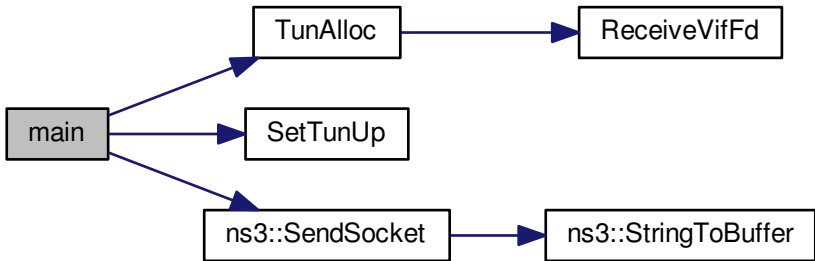 TunAlloc
ReceiveVifFd
main
SetTunUp
ns3::SendSocket
ns3::StringToBuffer